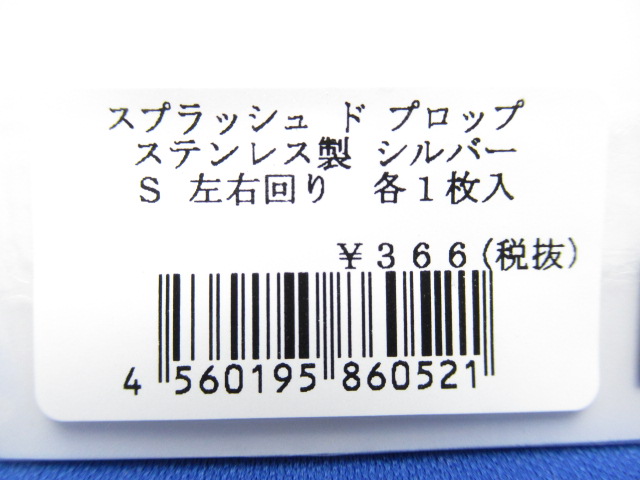 スプラッシュ ド プロップ
ステンレス製 シルバー
S 左右回り 各1枚入
¥366(税抜)
4 560195 860521